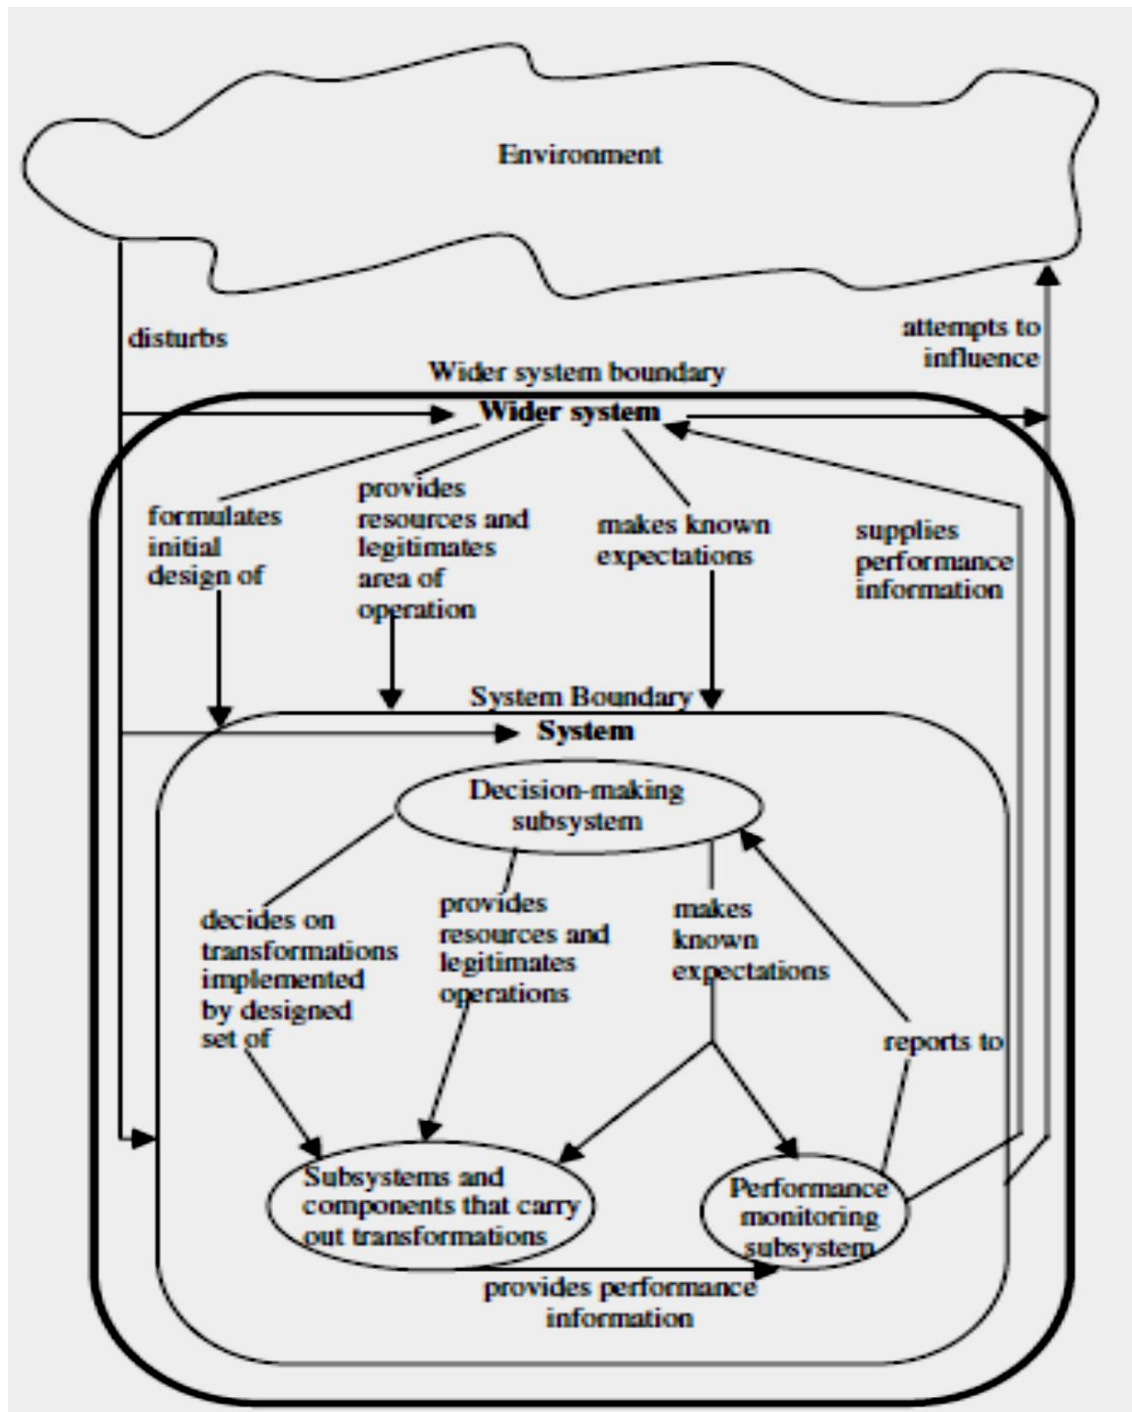 Environment
disturbs
attempts to
influence
Wider system boundary
Wider system
formulates
initial
design of
provides
resources and
legitimates
area of
operation
makes known
expectations
supplies
performance
information
System Boundary
System
Decision-making
subsystem
decides on
transformations
implemented
by designed
set of
provides
resources and
legitimates
operations
makes
known
expectations
reports to
Subsystems and
components that carry
out transformations
Performance
monitoring
subsystem
provides performance
information